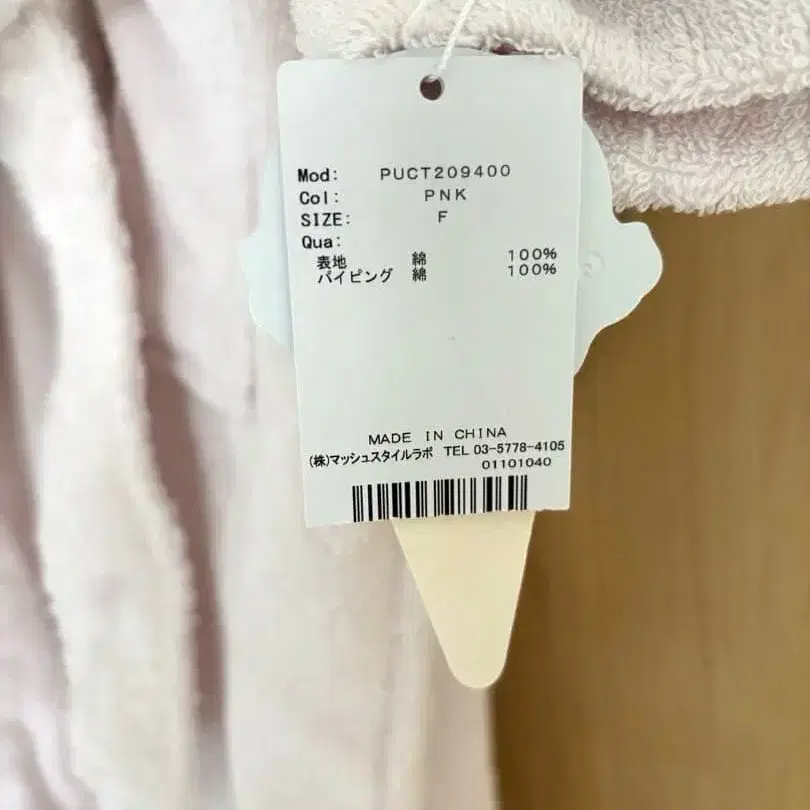 Mod: PUCT209400
Col: PNK
SIZE: F
Qua:
表地 綿 100%
パイピング 綿 100%
MADE IN CHINA
(株)マッシュスタイルラボ TEL 03-5778-4105
01101040